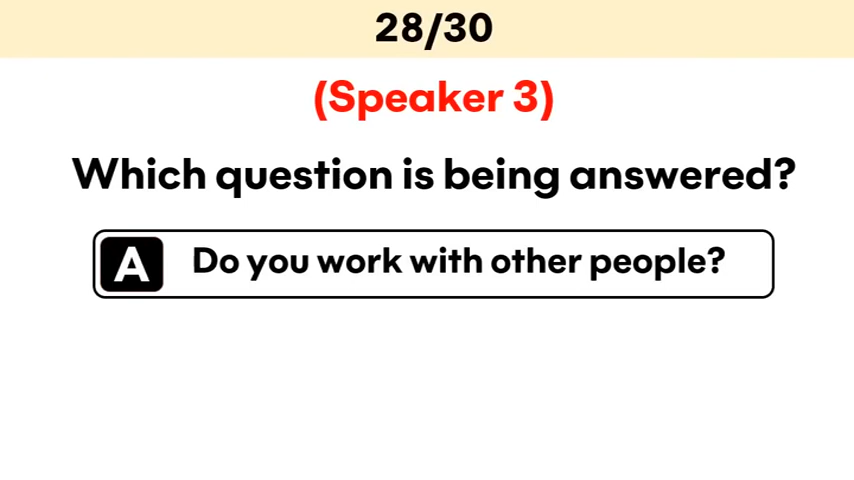 28/30
(Speaker 3)
Which question is being answered?
A Do you work with other people?